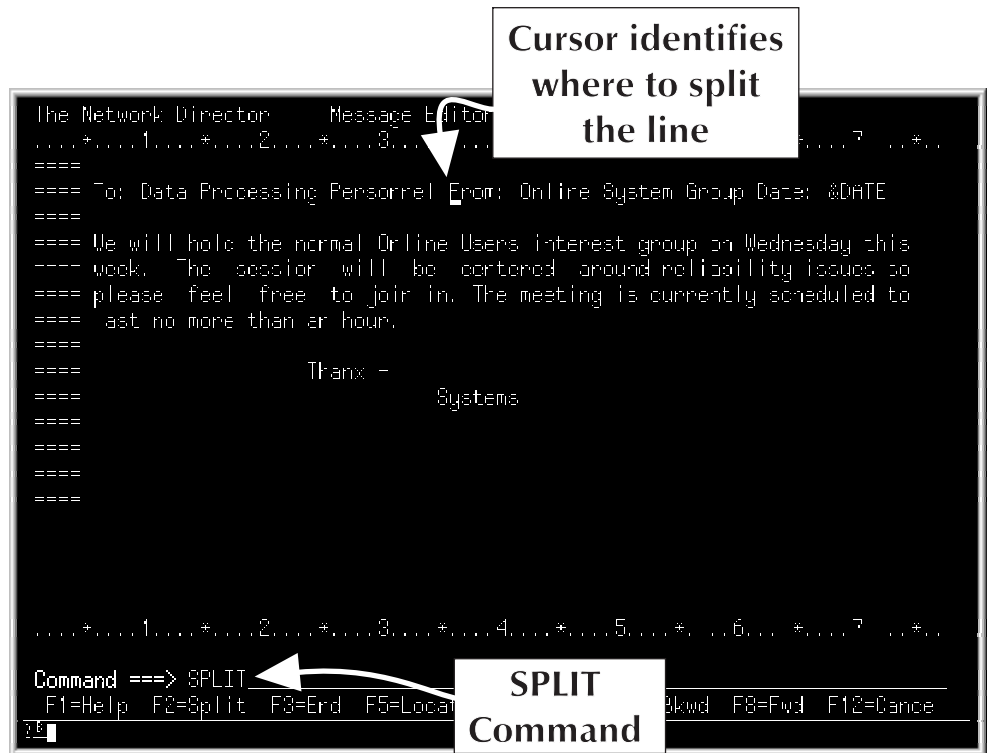 Cursor identifies
where to split
the line
The Network Director Message Editor
....*....1....*....2....*....3... ....*....7 ...*..
====
==== To: Data Processing Personnel From: Online System Group Date: &DATE
====
==== We will hold the normal Online Users interest group on Wednesday this
==== week. The session will be centered around reliability issues so
==== please feel free to join in. The meeting is currently scheduled to
==== last no more than an hour.
====
==== Thanx -
==== Systems
====
====
====
====
....*....1....*....2....*....3....*....4....*....5....*. ..6... *....7 ...*..
Command ===> SPLIT
F1=Help F2=Split F3=End F5=Locat Bkwd F8=Fwd F12=Cance
SPLIT
Command